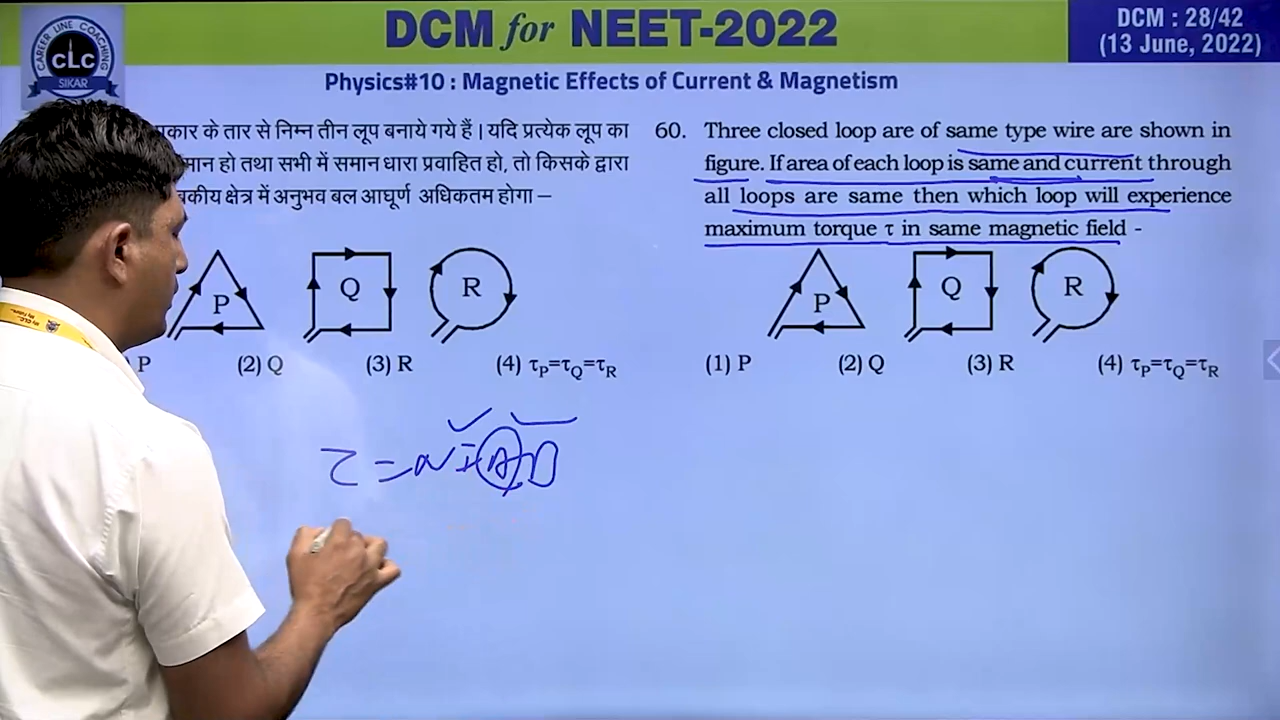 CAREER LINE COACHING
CLC
SIKAR
DCM for NEET-2022
DCM : 28/42
(13 June, 2022)
Physics#10 : Magnetic Effects of Current & Magnetism
के तार से निम्न तीन लूप बनाये गये हैं । यदि प्रत्येक लूप का
हो तथा सभी में समान धारा प्रवाहित हो, तो किसके द्वारा
क्षेत्र में अनुभव बल आघूर्ण अधिकतम होगा –
P
Q
R
P
(2) Q
(3) R
(4) τP=τQ=τR
60. Three closed loop are of same type wire are shown in
figure. If area of each loop is same and current through
all loops are same then which loop will experience
maximum torque τ in same magnetic field -
P
Q
R
(1) P
(2) Q
(3) R
(4) τP=τQ=τR
τ = NIAB